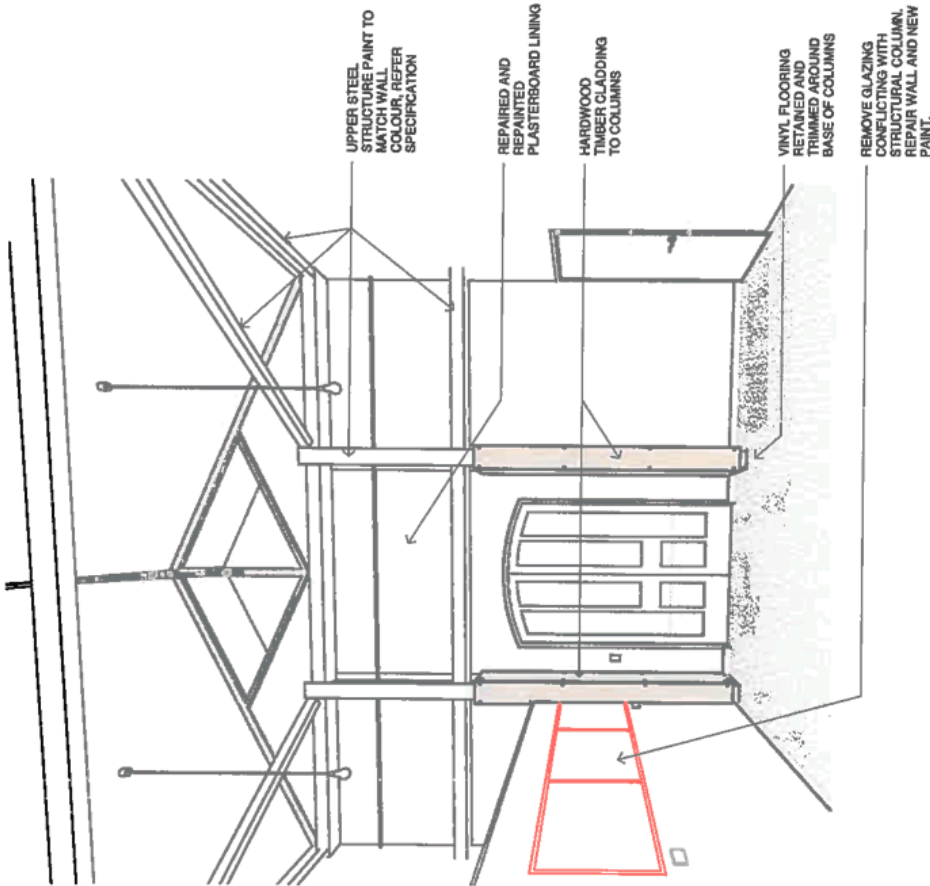 UPPER STEEL
STRUCTURE PAINT TO
MATCH WALL
COLOUR, REFER
SPECIFICATION
REPAIRED AND
REPAINTED
PLASTERBOARD LINING
HARDWOOD
TIMBER CLADDING
TO COLUMNS
VINYL FLOORING
RETAINED AND
TRIMMED AROUND
BASE OF COLUMNS
REMOVE GLAZING
CONFLICTING WITH
STRUCTURAL COLUMN.
REPAIR WALL AND NEW
PAINT.